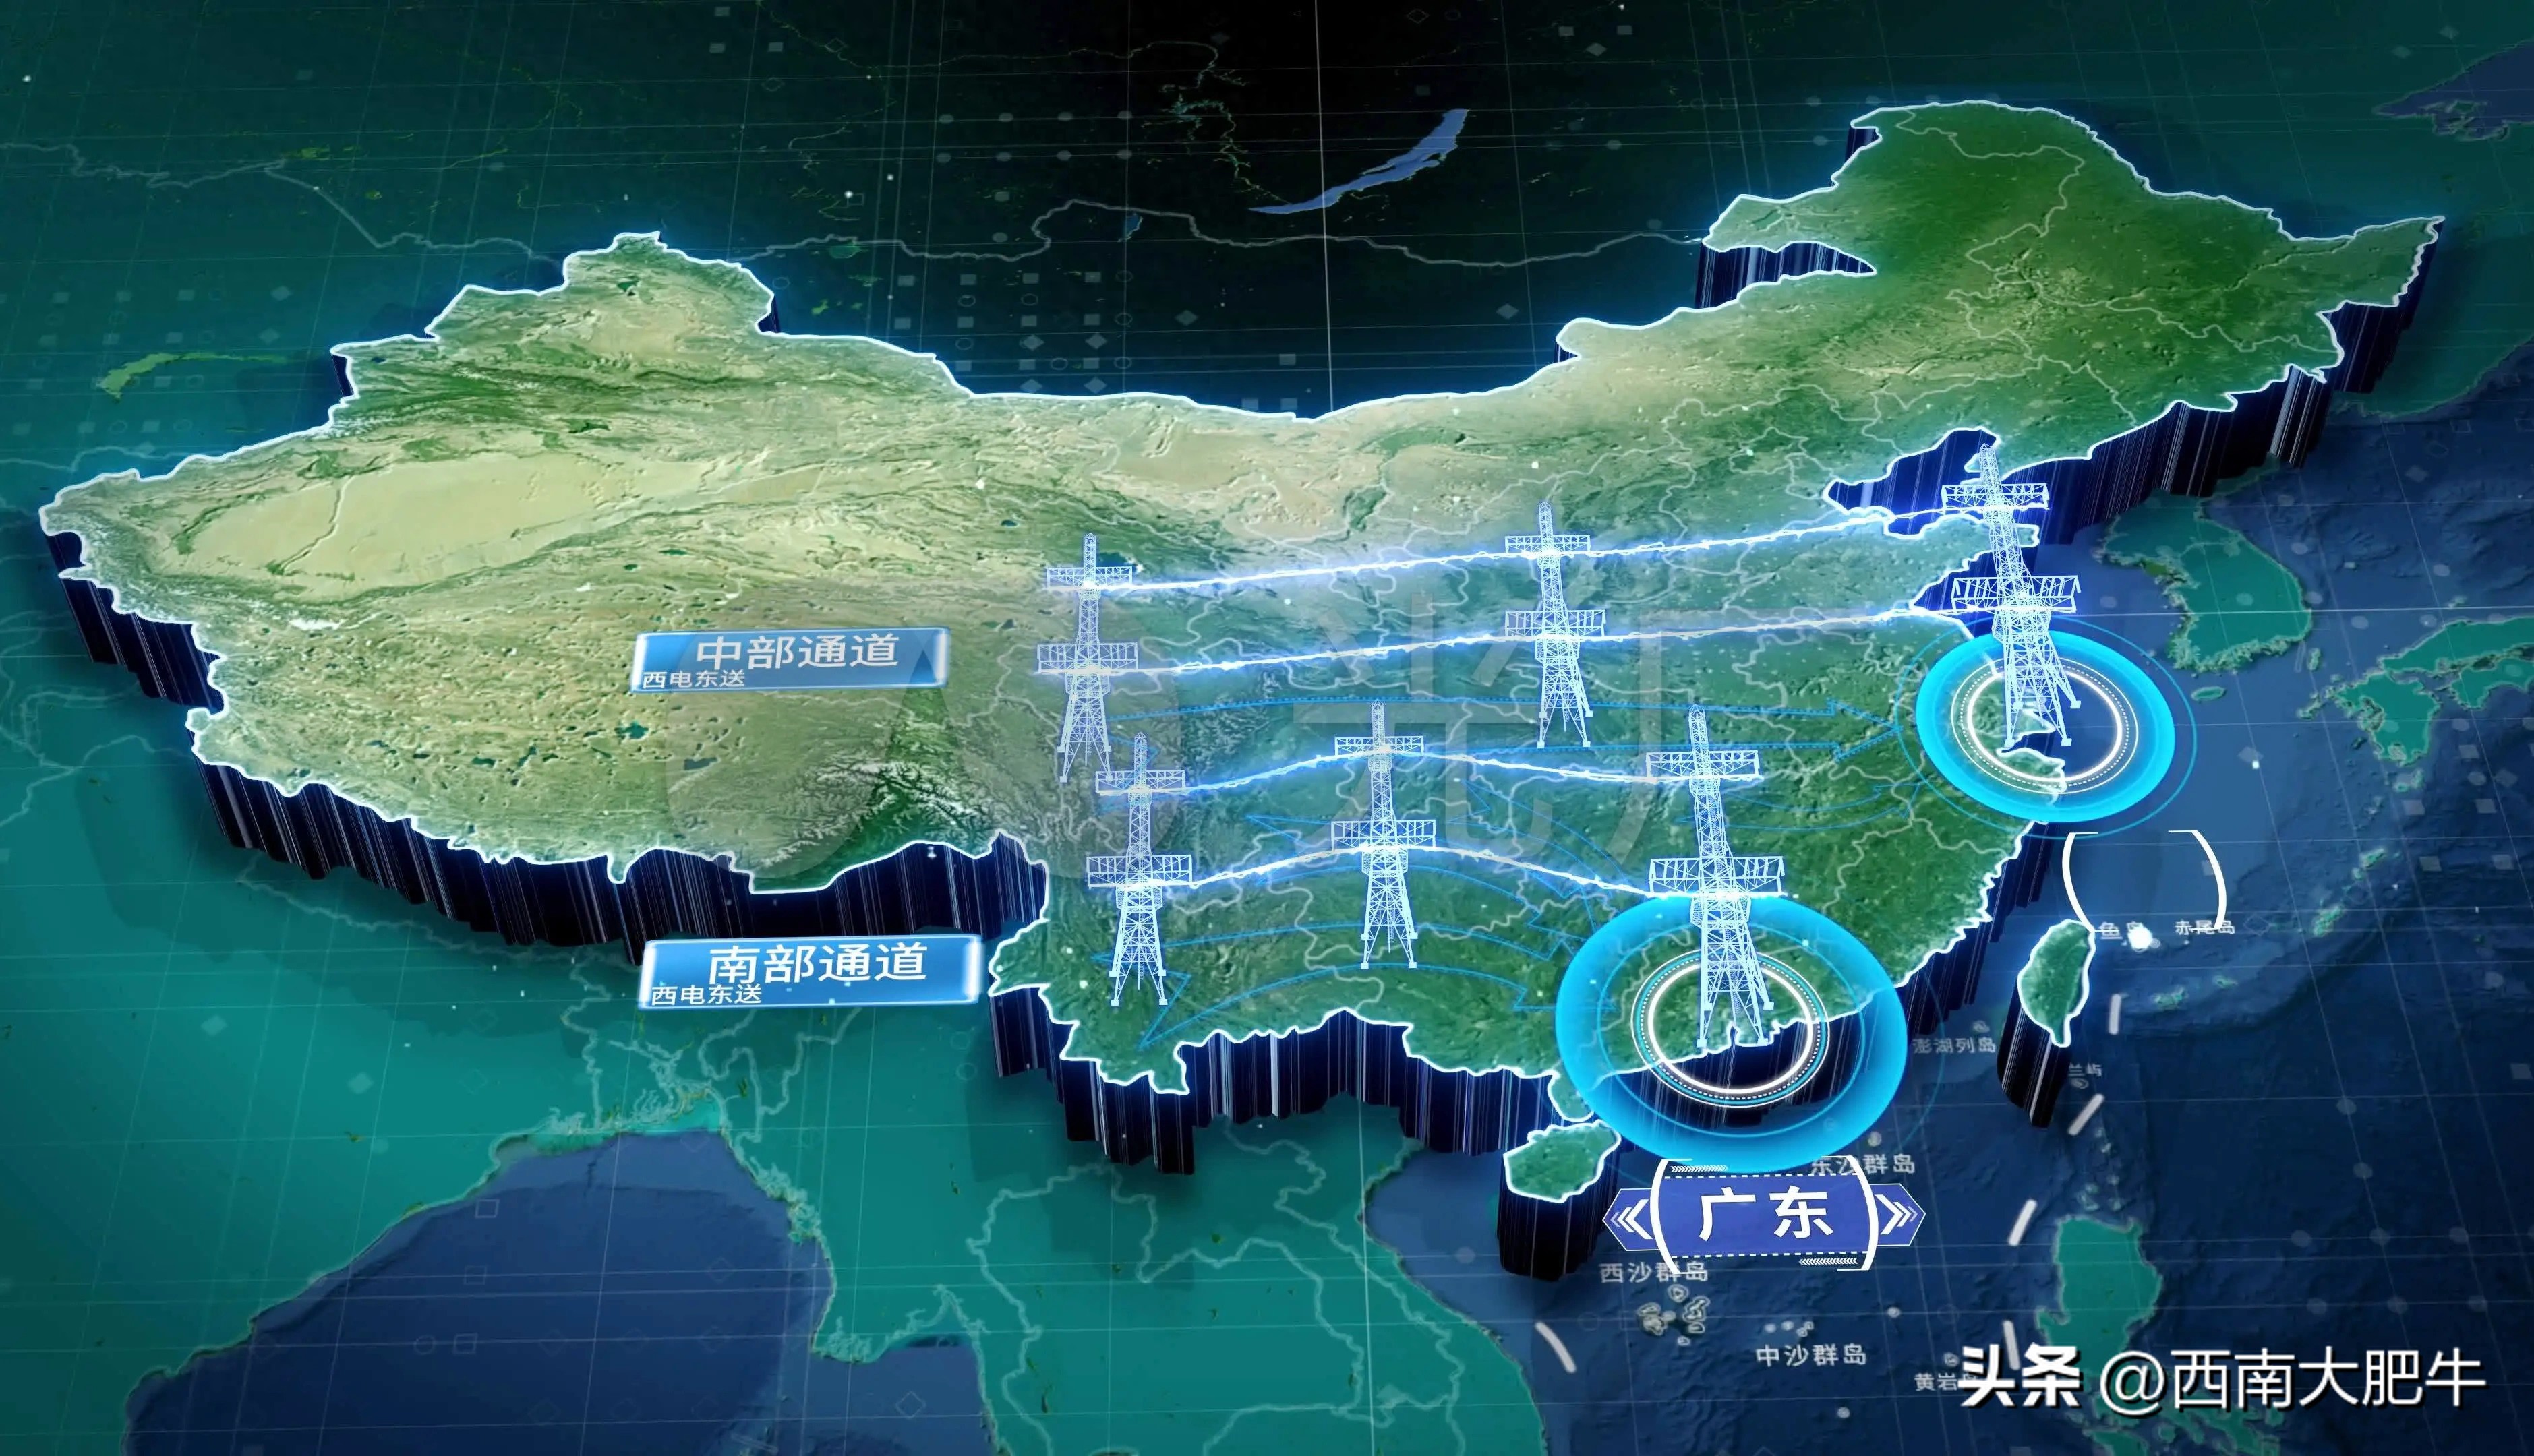 中部通道
西电东送
南部通道
西电东送
赤尾岛
澎湖列岛
兰屿
东沙群岛
广东
西沙群岛
中沙群岛
黄岩
头条 @西南大肥牛